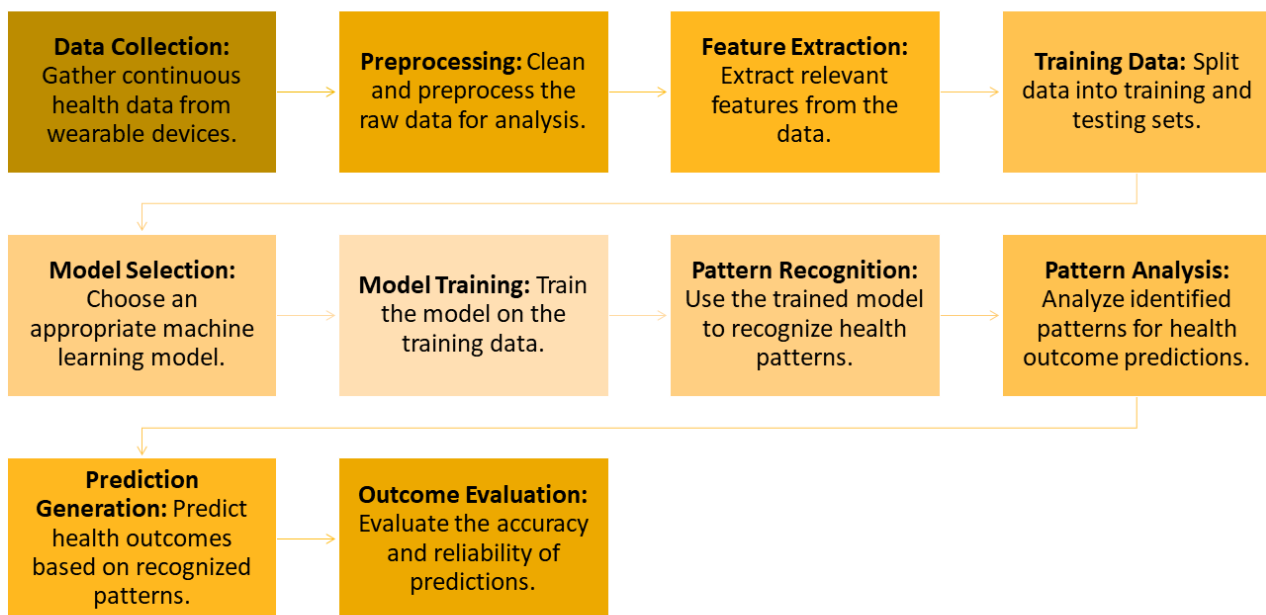 Data Collection:
Gather continuous
health data from
wearable devices.
Preprocessing: Clean
and preprocess the
raw data for analysis.
Feature Extraction:
Extract relevant
features from the
data.
Training Data: Split
data into training and
testing sets.
Model Selection:
Choose an
appropriate machine
learning model.
Model Training: Train
the model on the
training data.
Pattern Recognition:
Use the trained model
to recognize health
patterns.
Pattern Analysis:
Analyze identified
patterns for health
outcome predictions.
Prediction
Generation: Predict
health outcomes
based on recognized
patterns.
Outcome Evaluation:
Evaluate the accuracy
and reliability of
predictions.